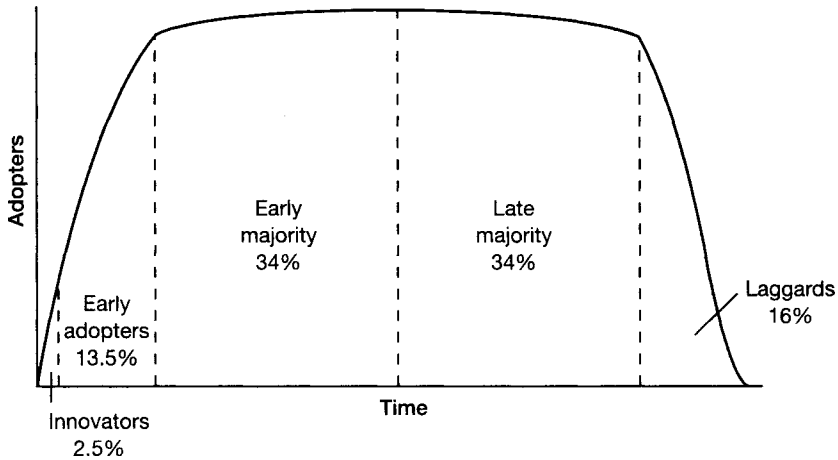 Adopters
Early
majority
34%
Late
majority
34%
Early
adopters
13.5%
Laggards
16%
Innovators
2.5%
Time